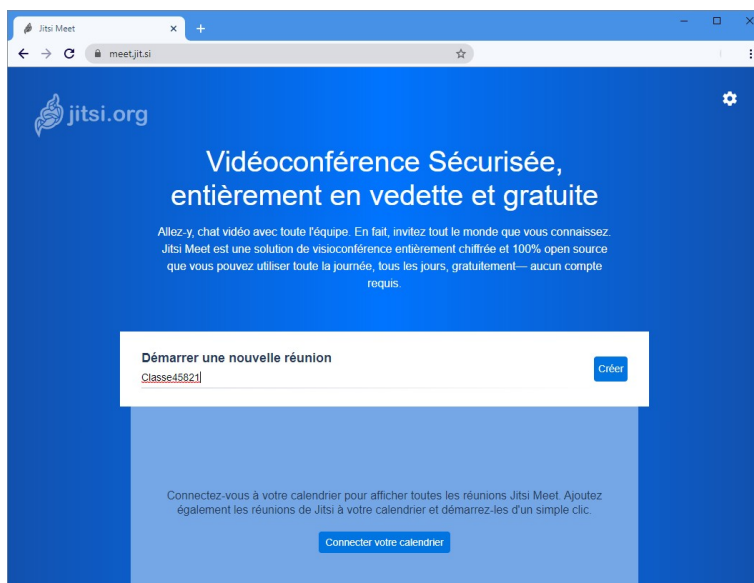 Jitsi Meet
meet.jit.si
jitsi.org
Vidéoconférence Sécurisée,
entièrement en vedette et gratuite
Allez-y, chat vidéo avec toute l'équipe. En fait, invitez tout le monde que vous connaissez.
Jitsi Meet est une solution de visioconférence entièrement chiffrée et 100% open source
que vous pouvez utiliser toute la journée, tous les jours, gratuitement— aucun compte
requis.
Démarrer une nouvelle réunion
Classe45821
Créer
Connectez-vous à votre calendrier pour afficher toutes les réunions Jitsi Meet. Ajoutez
également les réunions de Jitsi à votre calendrier et démarrez-les d'un simple clic.
Connecter votre calendrier